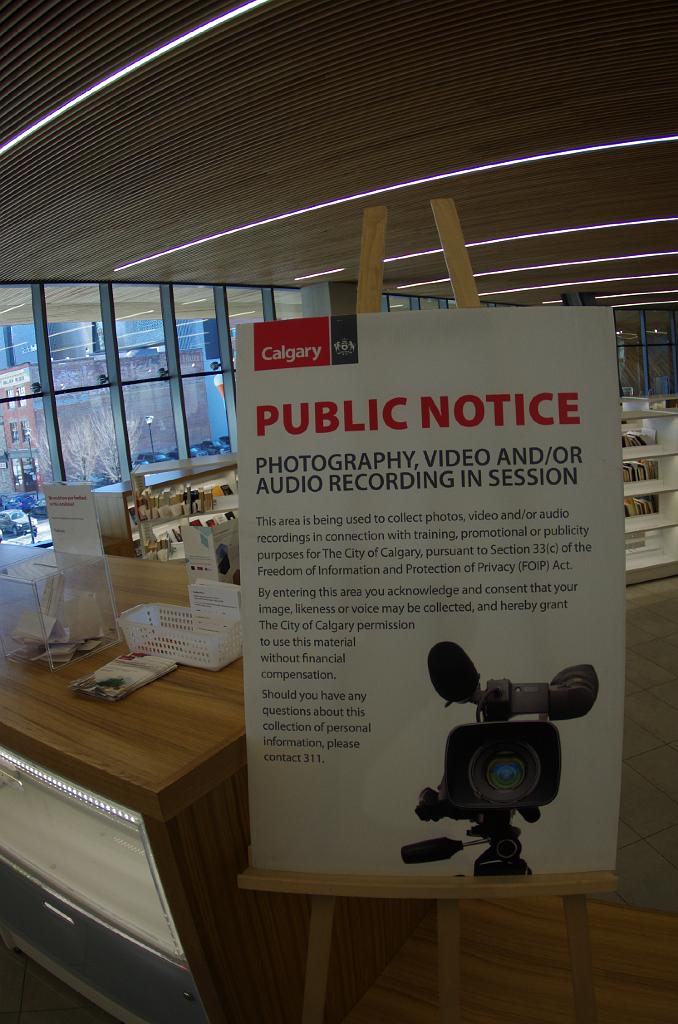 Calgary
PUBLIC NOTICE
PHOTOGRAPHY, VIDEO AND/OR
AUDIO RECORDING IN SESSION
This area is being used to collect photos, video and/or audio
recordings in connection with training, promotional or publicity
purposes for The City of Calgary, pursuant to Section 33(c) of the
Freedom of Information and Protection of Privacy (FOIP) Act.
By entering this area you acknowledge and consent that your
image, likeness or voice may be collected, and hereby grant
The City of Calgary permission
to use this material
without financial
compensation.
Should you have any
questions about this
collection of personal
information, please
contact 311.